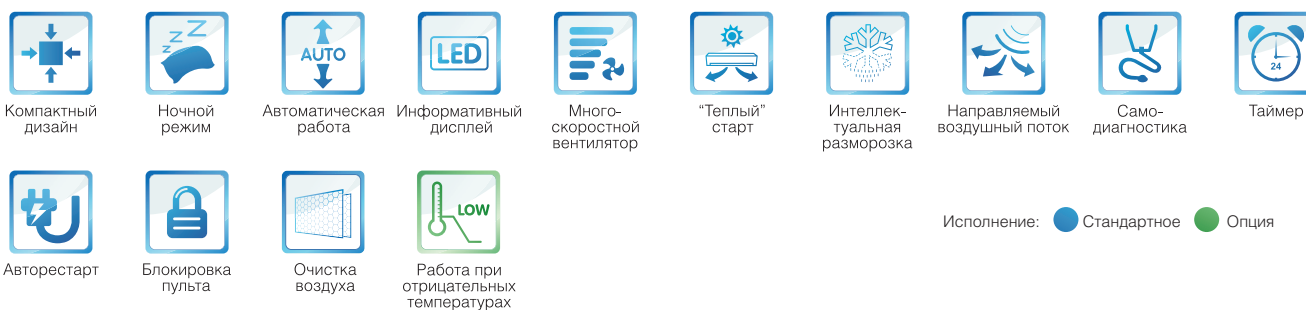 AUTO
LED
24
Компактный
дизайн
Ночной
режим
Автоматическая
работа
Информативный
дисплей
Много-
скоростной
вентилятор
“Теплый”
старт
Интеллек-
туальная
разморозка
Направляемый
воздушный поток
Само-
диагностика
Таймер
LOW
Авторестарт
Блокировка
пульта
Очистка
воздуха
Работа при
отрицательных
температурах
Исполнение: Стандартное Опция